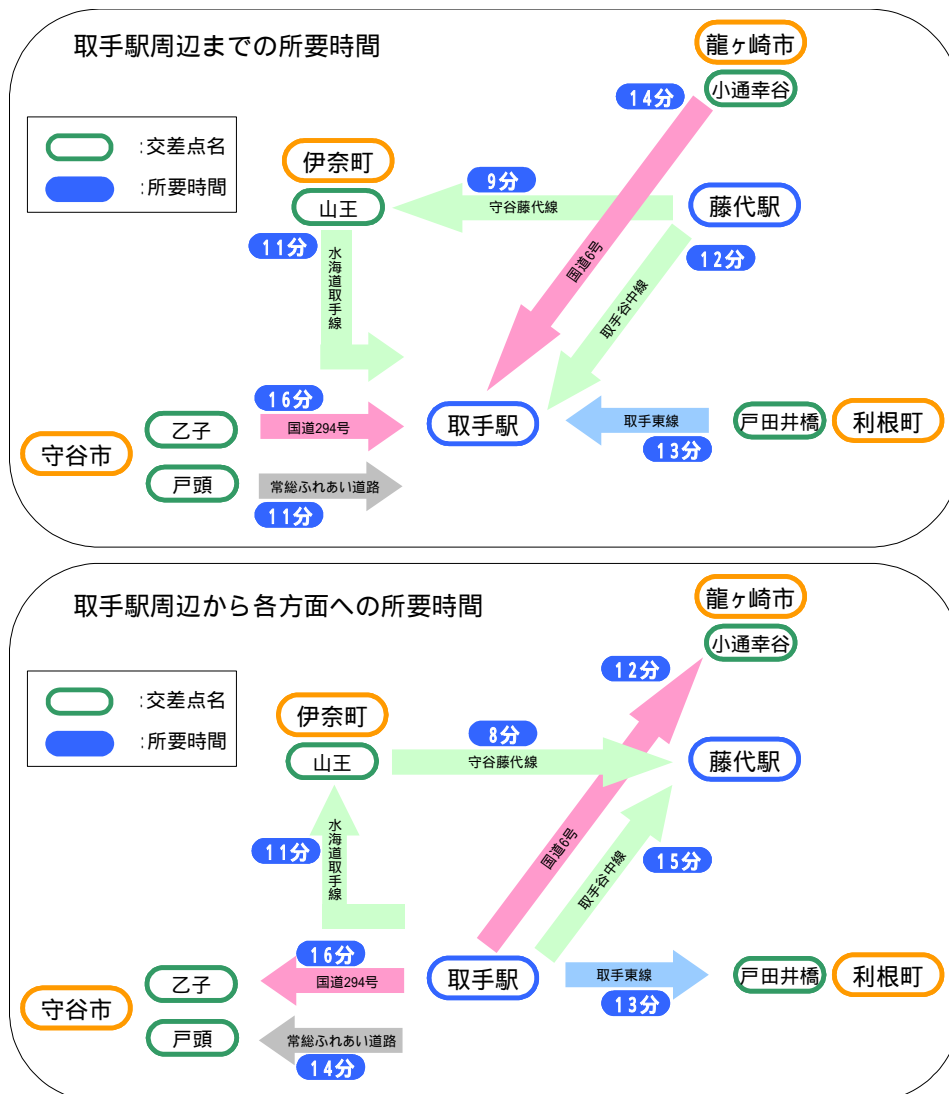 取手駅周辺までの所要時間
龍ヶ崎市
小通幸谷
14分
:交差点名
:所要時間
伊奈町
山王
9分
守谷藤代線
藤代駅
11分
水海道取手線
国道6号
12分
取手谷中線
16分
国道294号
乙子
守谷市
戸頭
常総ふれあい道路
11分
取手駅
取手東線
13分
戸田井橋
利根町
取手駅周辺から各方面への所要時間
龍ヶ崎市
小通幸谷
12分
:交差点名
:所要時間
伊奈町
山王
8分
守谷藤代線
藤代駅
11分
水海道取手線
国道6号
15分
取手谷中線
16分
国道294号
乙子
守谷市
戸頭
常総ふれあい道路
14分
取手駅
取手東線
13分
戸田井橋
利根町